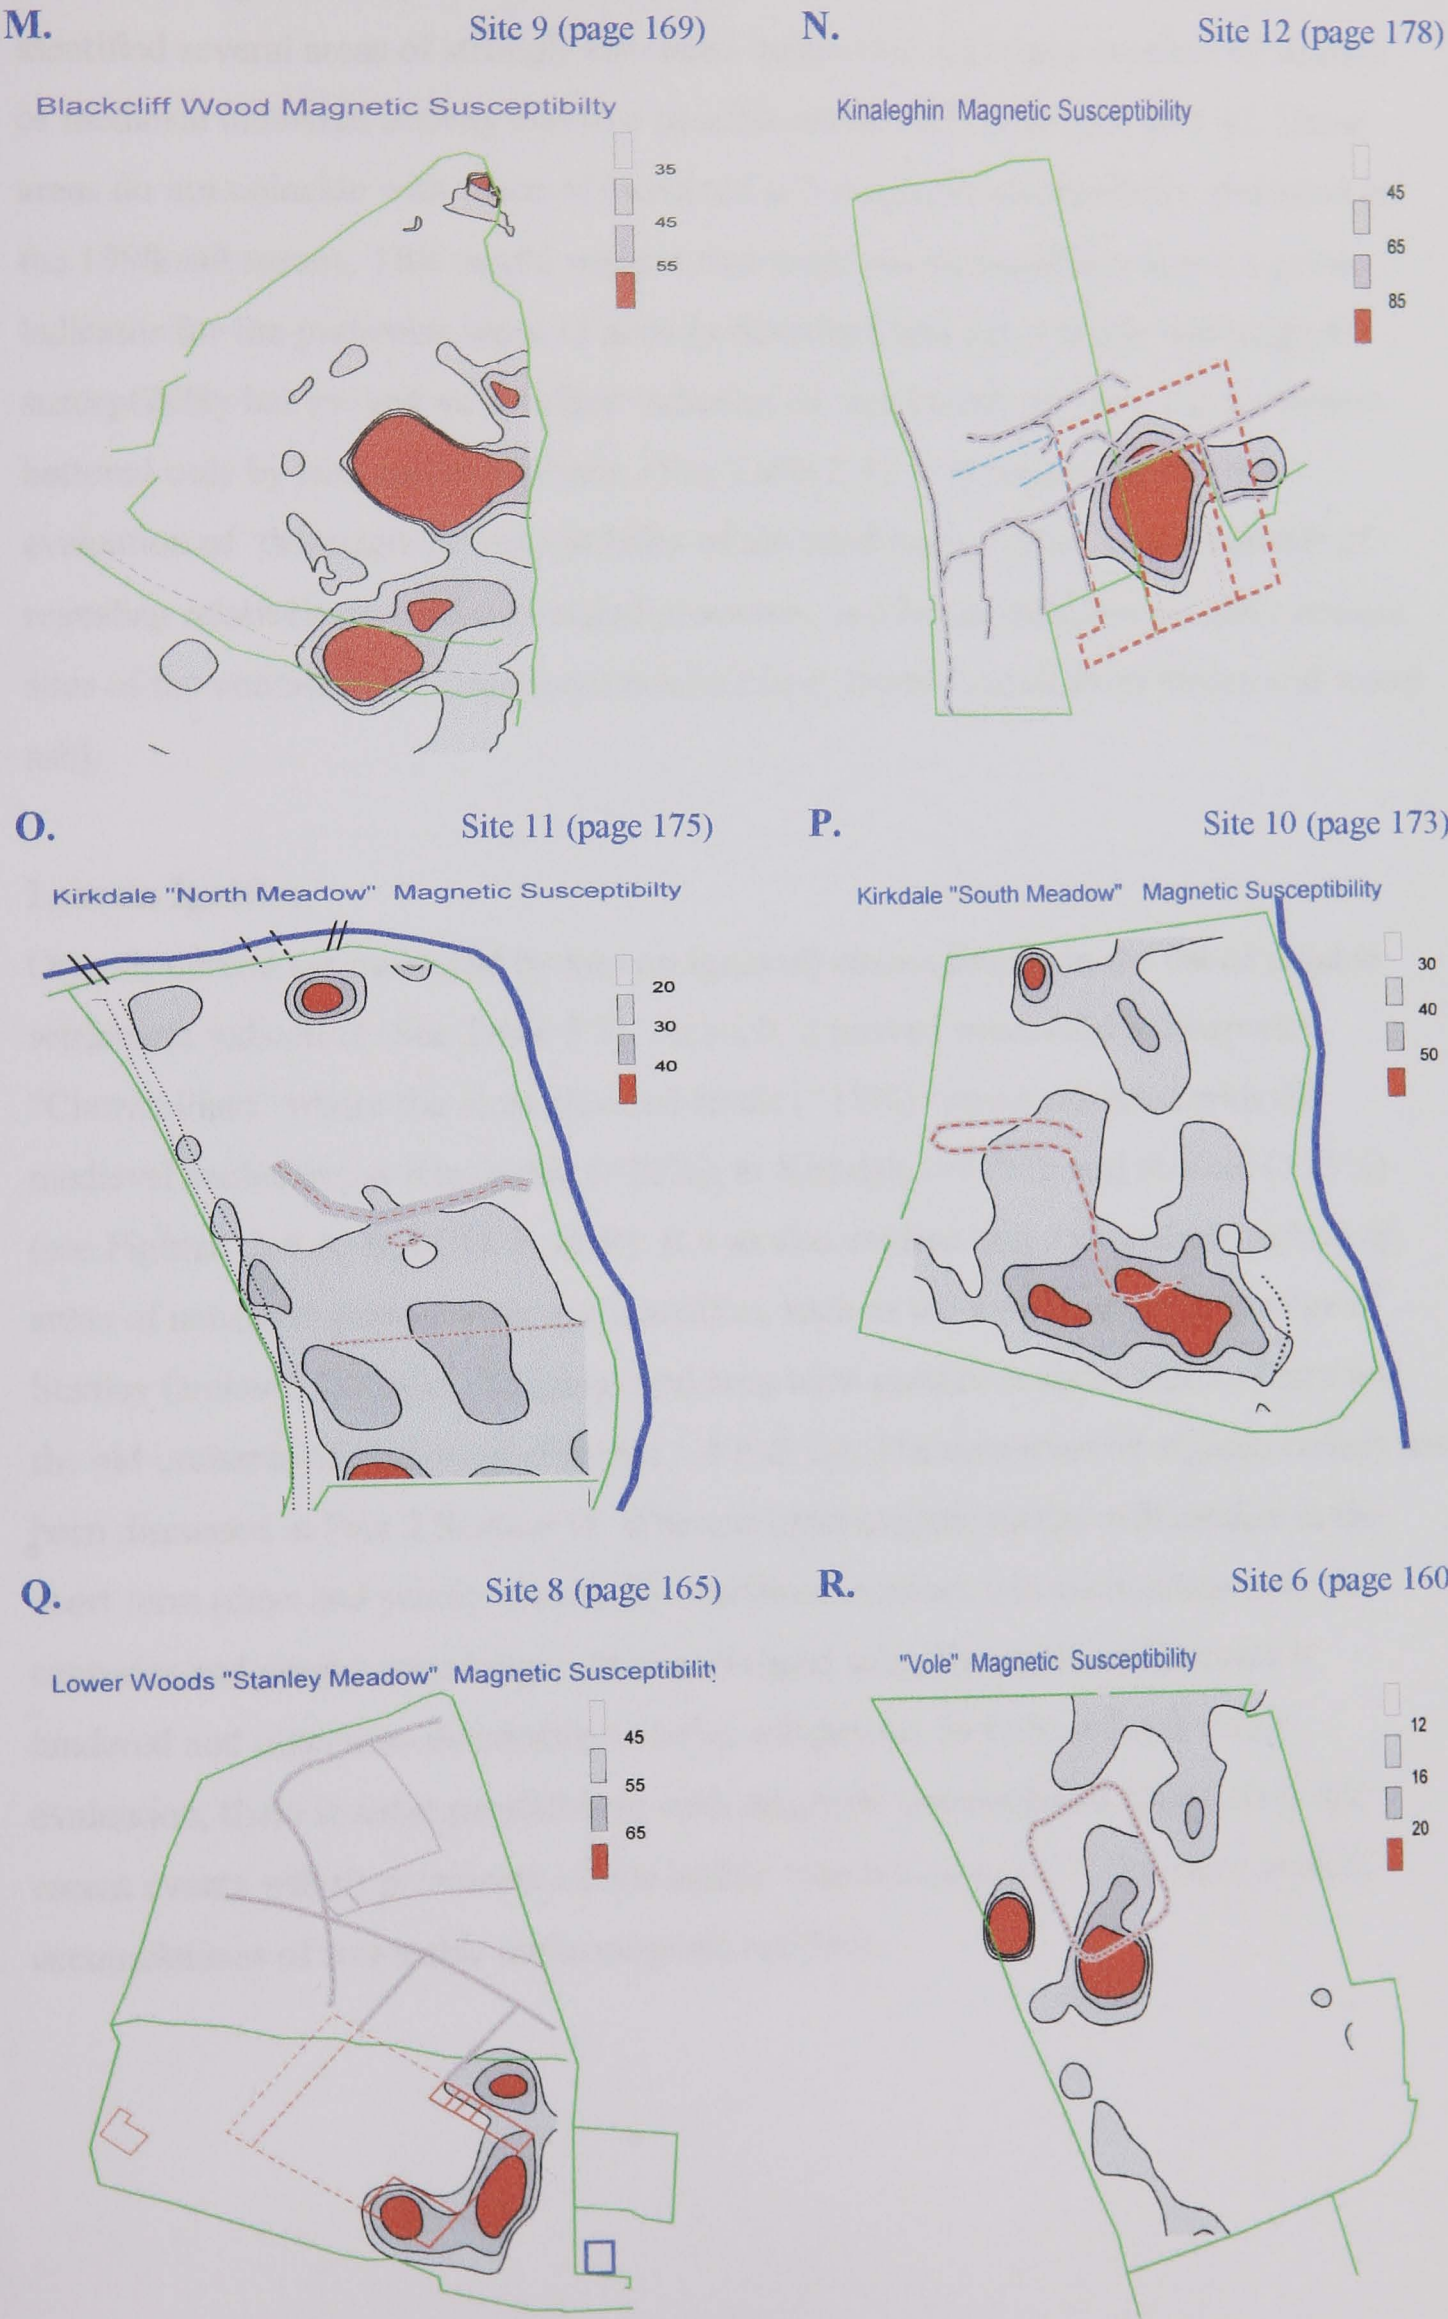 M.
Site 9 (page 169)
Blackcliff Wood Magnetic Susceptibilty
35
45
55
N.
Site 12 (page 178)
Kinaleghin Magnetic Susceptibility
45
65
85
O.
Site 11 (page 175)
Kirkdale "North Meadow" Magnetic Susceptibilty
20
30
40
P.
Site 10 (page 173)
Kirkdale "South Meadow" Magnetic Susceptibility
30
40
50
Q.
Site 8 (page 165)
Lower Woods "Stanley Meadow" Magnetic Susceptibility
45
55
65
R.
Site 6 (page 160
"Vole" Magnetic Susceptibility
12
16
20